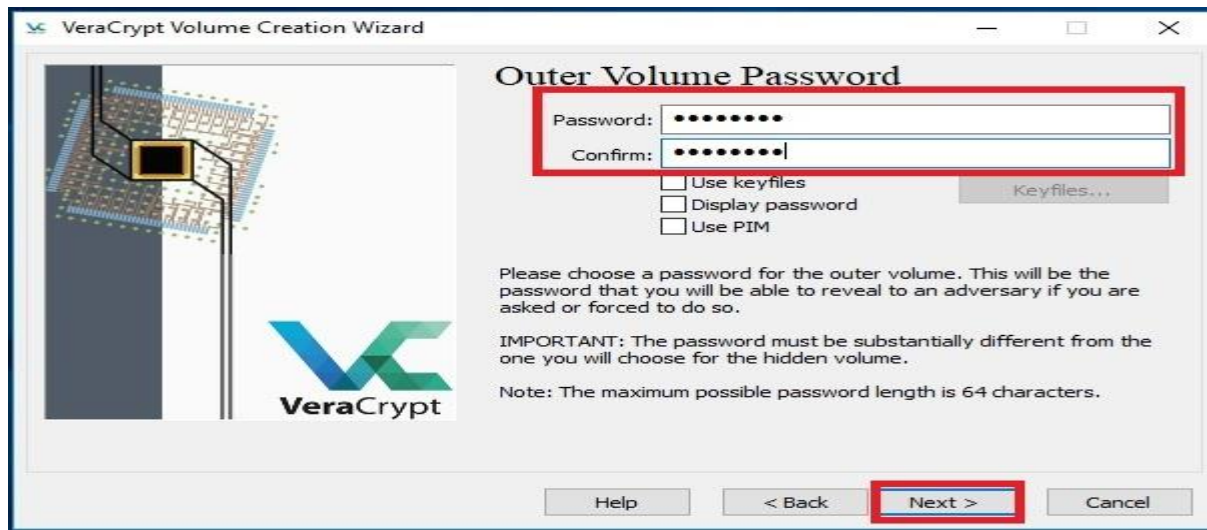 VeraCrypt Volume Creation Wizard
Outer Volume Password
Password: ••••••••
Confirm: ••••••••
Use keyfiles
Keyfiles...
Display password
Use PIM
Please choose a password for the outer volume. This will be the
password that you will be able to reveal to an adversary if you are
asked or forced to do so.
IMPORTANT: The password must be substantially different from the
one you will choose for the hidden volume.
Note: The maximum possible password length is 64 characters.
VeraCrypt
Help
< Back
Next >
Cancel